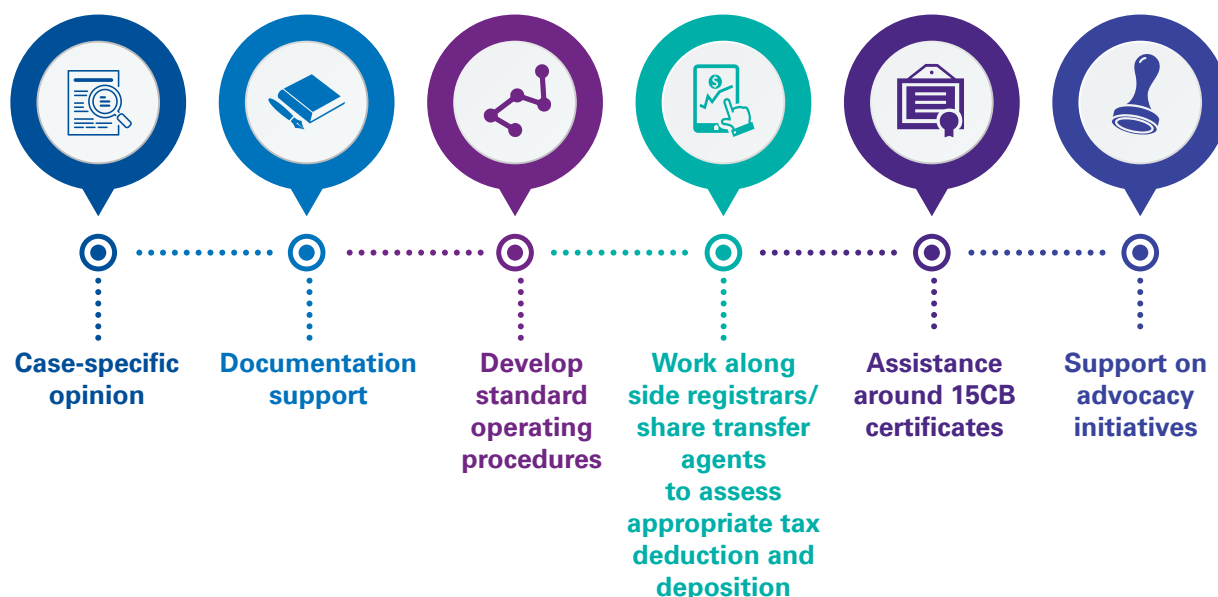 Case-specific
opinion
Documentation
support
Develop
standard
operating
procedures
Work along
side registrars/
share transfer
agents
to assess
appropriate tax
deduction and
deposition
Assistance
around 15CB
certificates
Support on
advocacy
initiatives